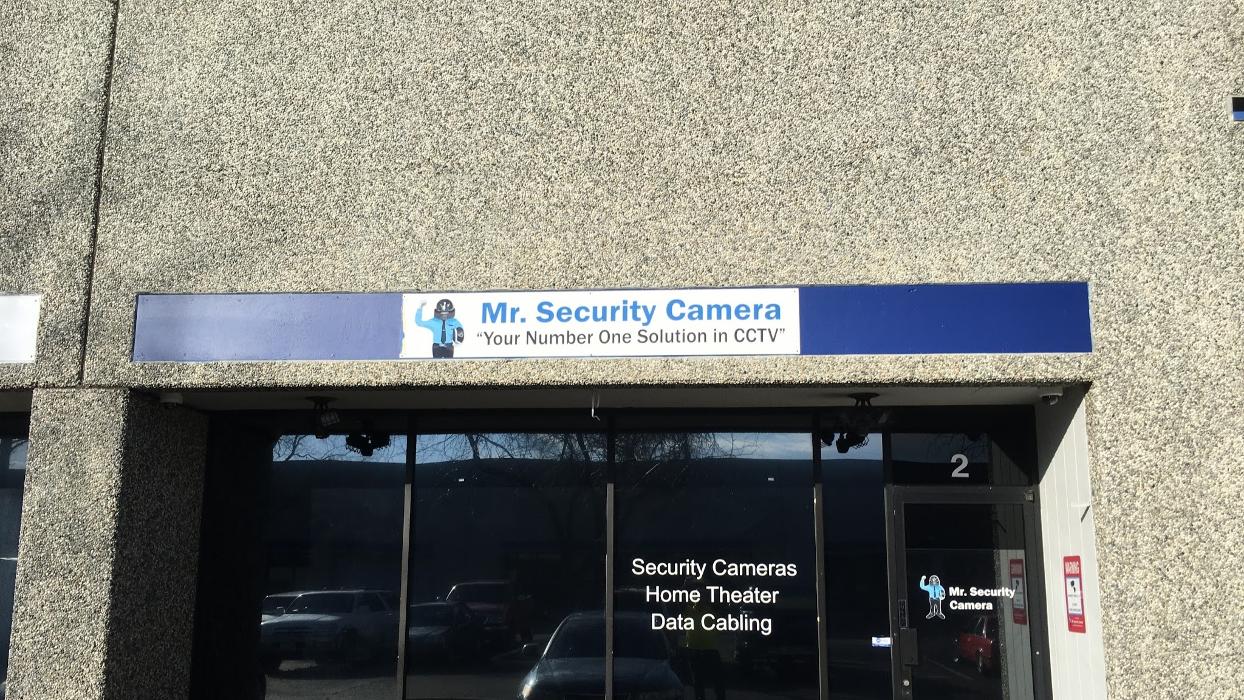 Mr. Security Camera
“Your Number One Solution in CCTV”
2
Security Cameras
Home Theater
Data Cabling
Mr. Security
Camera
WARNING